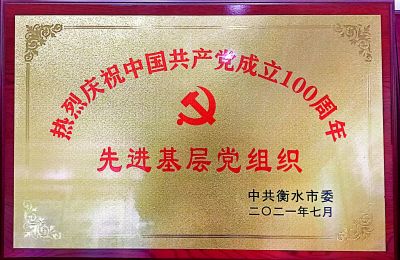 热烈庆祝中国共产党成立100周年
先进基层党组织
中共衡水市委
二〇二一年七月